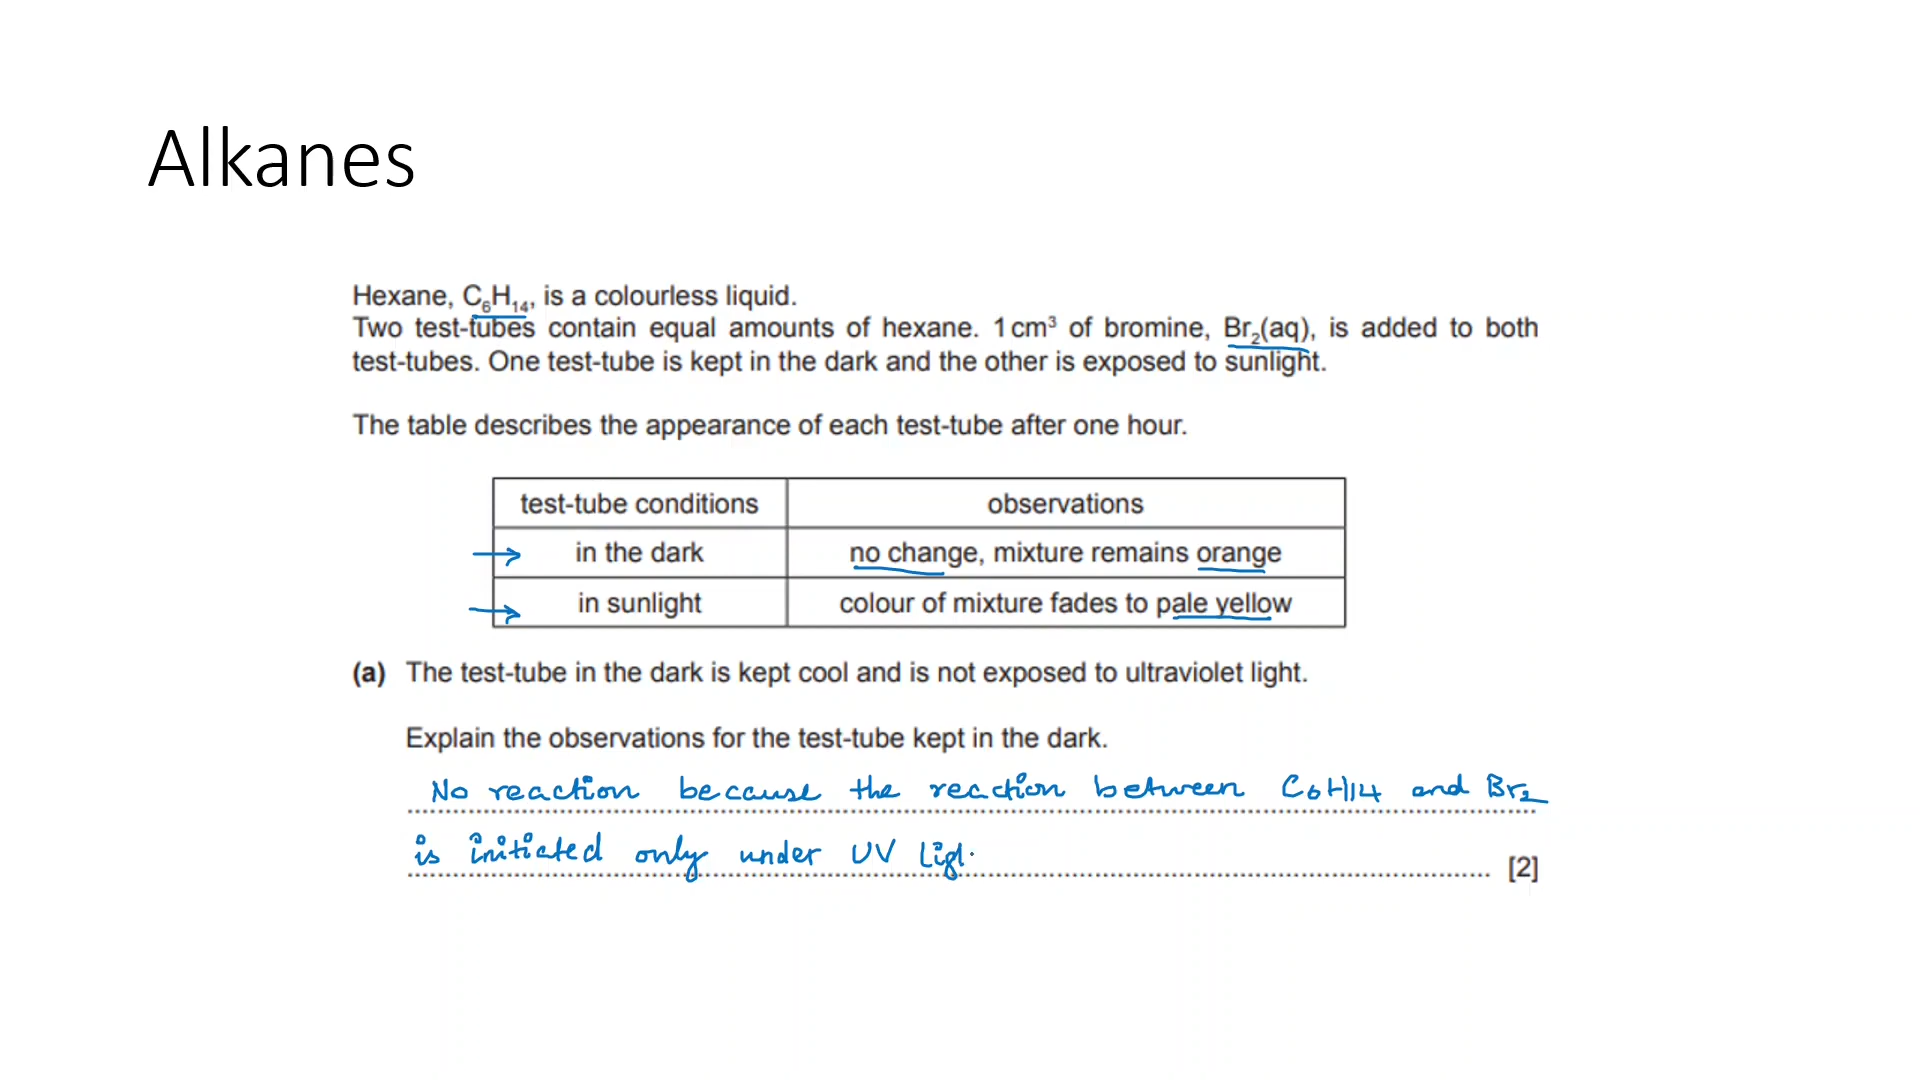 Alkanes
Hexane, C₆H₁₄, is a colourless liquid.
Two test-tubes contain equal amounts of hexane. 1 cm³ of bromine, Br₂(aq), is added to both
test-tubes. One test-tube is kept in the dark and the other is exposed to sunlight.
The table describes the appearance of each test-tube after one hour.
test-tube conditions observations
in the dark no change, mixture remains orange
in sunlight colour of mixture fades to pale yellow
(a) The test-tube in the dark is kept cool and is not exposed to ultraviolet light.
Explain the observations for the test-tube kept in the dark.
No reaction because the reaction between C₆H₁₄ and Br₂
is initiated only under UV Ligh
[2]